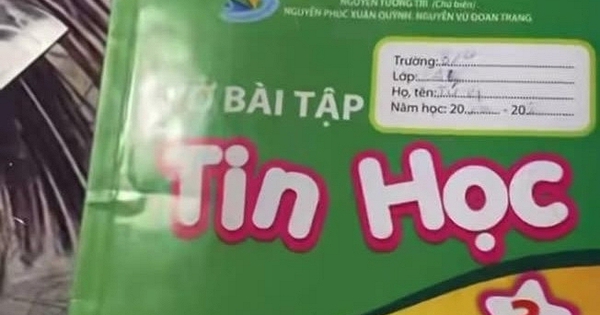 NGUYỄN TƯỜNG TRI (Chủ biên)
NGUYỄN PHÚC XUÂN QUỲNH, NGUYỄN VŨ ĐOAN TRANG
Trường:
Lớp:
Họ, tên:
Năm học: 20 - 20
BÀI TẬP
Tin Học